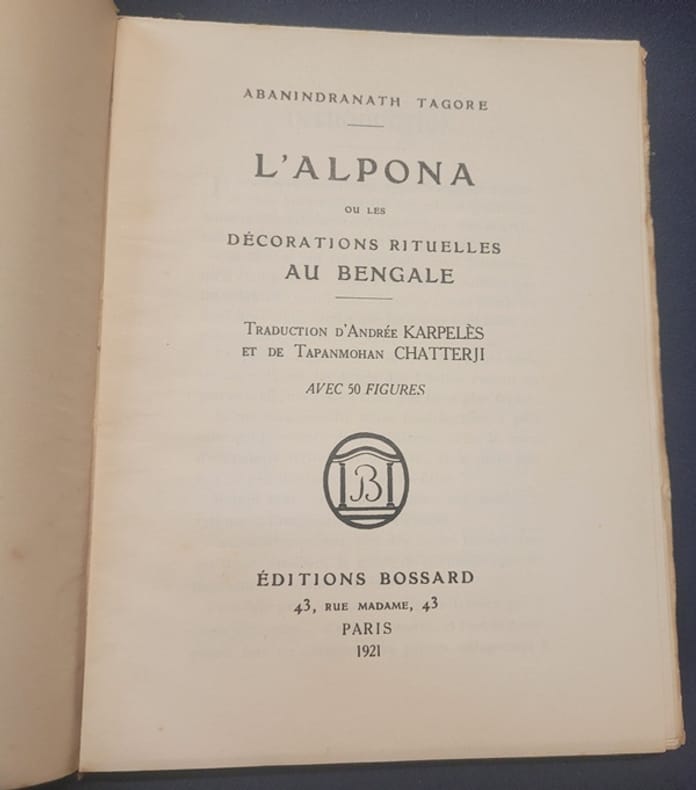 ABANINDRANATH TAGORE
L'ALPONA
OU LES
DÉCORATIONS RITUELLES
AU BENGALE
TRADUCTION D'ANDRÉE KARPELÈS
ET DE TAPANMOHAN CHATTERJI
AVEC 50 FIGURES
B
ÉDITIONS BOSSARD
43, RUE MADAME, 43
PARIS
1921